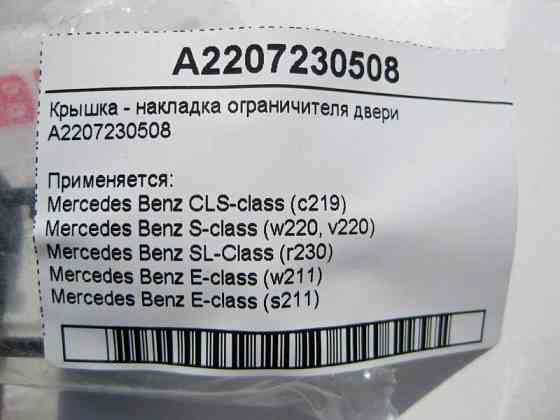 A2207230508
Крышка - накладка ограничителя двери
A2207230508
Применяется:
Mercedes Benz CLS-class (c219)
Mercedes Benz S-class (w220, v220)
Mercedes Benz SL-Class (r230)
Mercedes Benz E-class (w211)
Mercedes Benz E-class (s211)